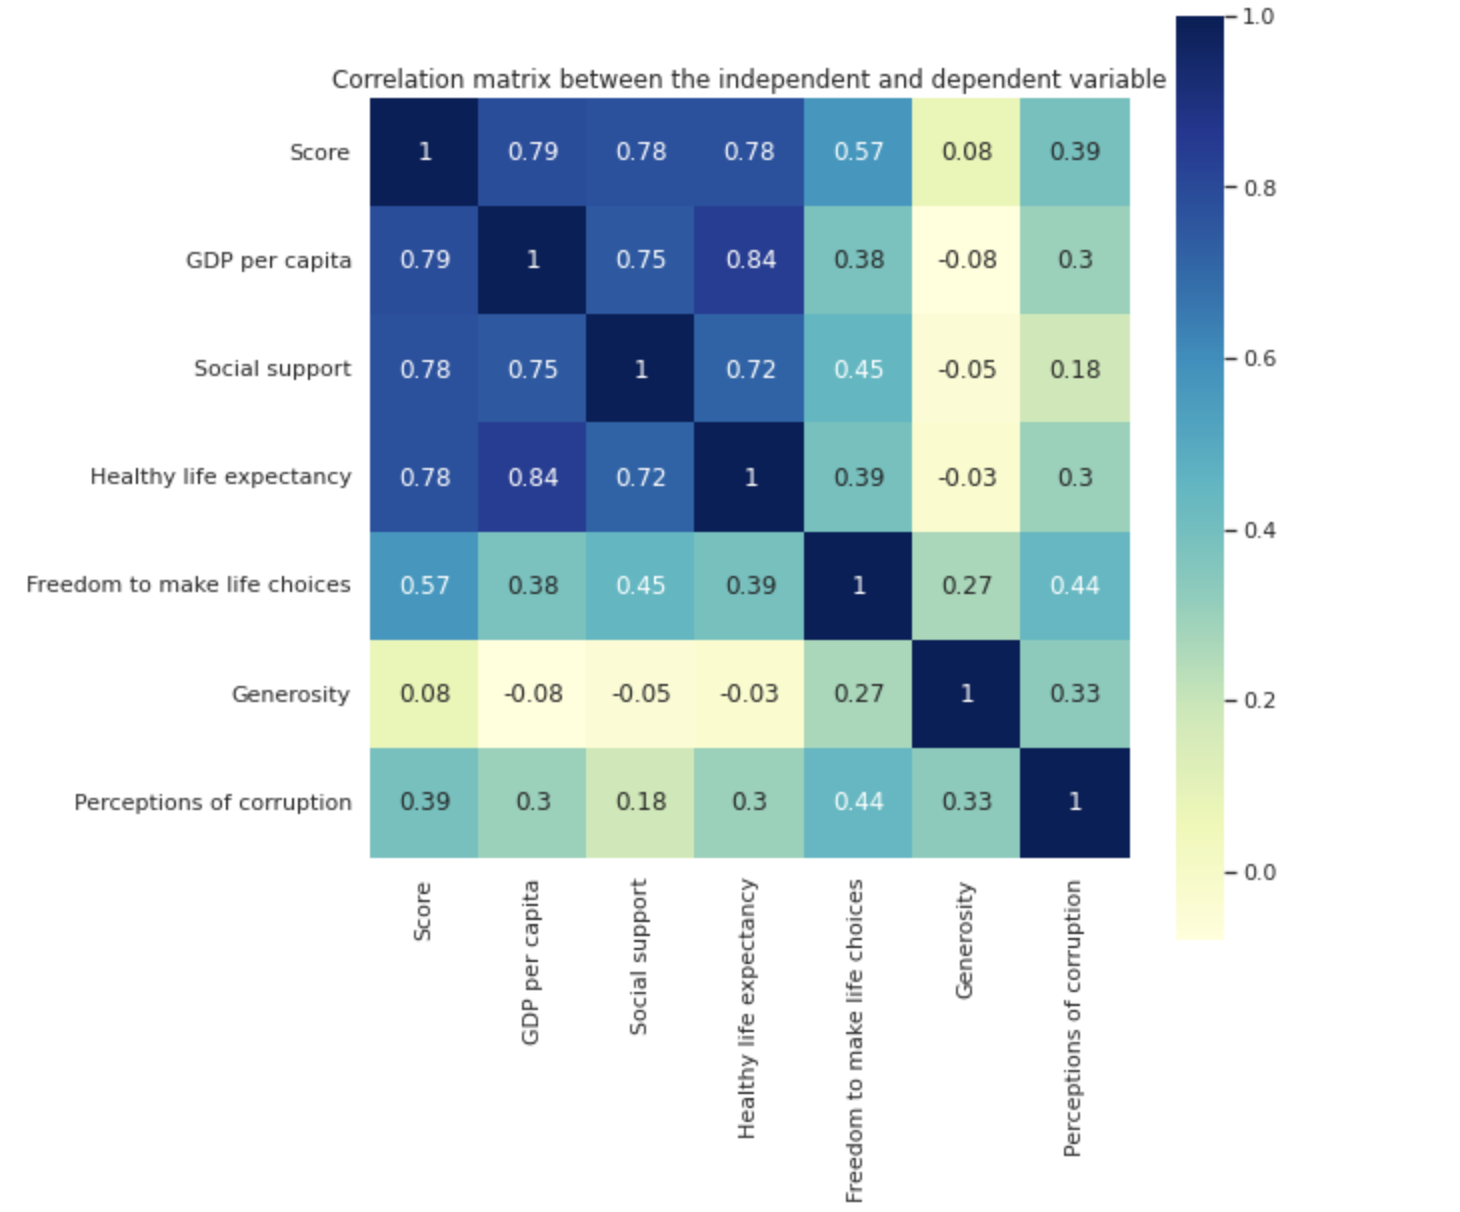 Correlation matrix between the independent and dependent variable
1.0
Score 1 0.79 0.78 0.78 0.57 0.08 0.39
0.8
GDP per capita 0.79 1 0.75 0.84 0.38 -0.08 0.3
Social support 0.78 0.75 1 0.72 0.45 -0.05 0.18
0.6
Healthy life expectancy 0.78 0.84 0.72 1 0.39 -0.03 0.3
0.4
Freedom to make life choices 0.57 0.38 0.45 0.39 1 0.27 0.44
Generosity 0.08 -0.08 -0.05 -0.03 0.27 1 0.33
0.2
Perceptions of corruption 0.39 0.3 0.18 0.3 0.44 0.33 1
0.0
Score
GDP per capita
Social support
Healthy life expectancy
Freedom to make life choices
Generosity
Perceptions of corruption